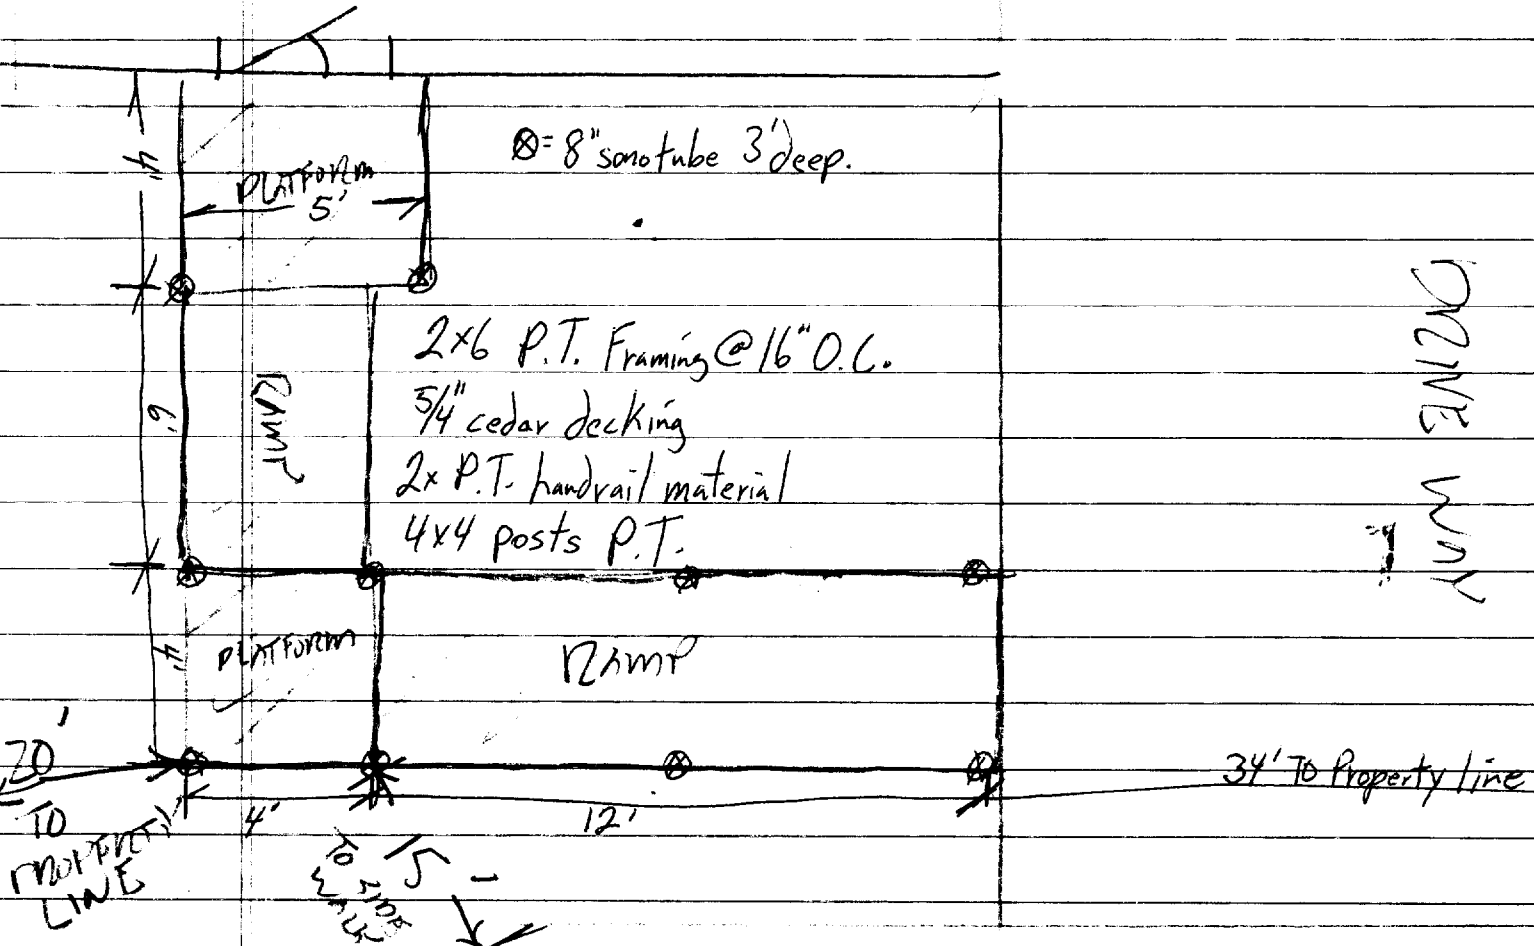 ⊗= 8" sonotube 3' deep.
4'
PLATFORM
5'
2x6 P.T. Framing @ 16" O.C.
5/4" cedar decking
2x P.T. handrail material
4x4 posts P.T.
6'
RAMP
DRIVE WAY
4'
PLATFORM
RAMP
20'
TO
PROPERTY
LINE
4'
12'
34' To Property line
15'
TO SIDE
WALK